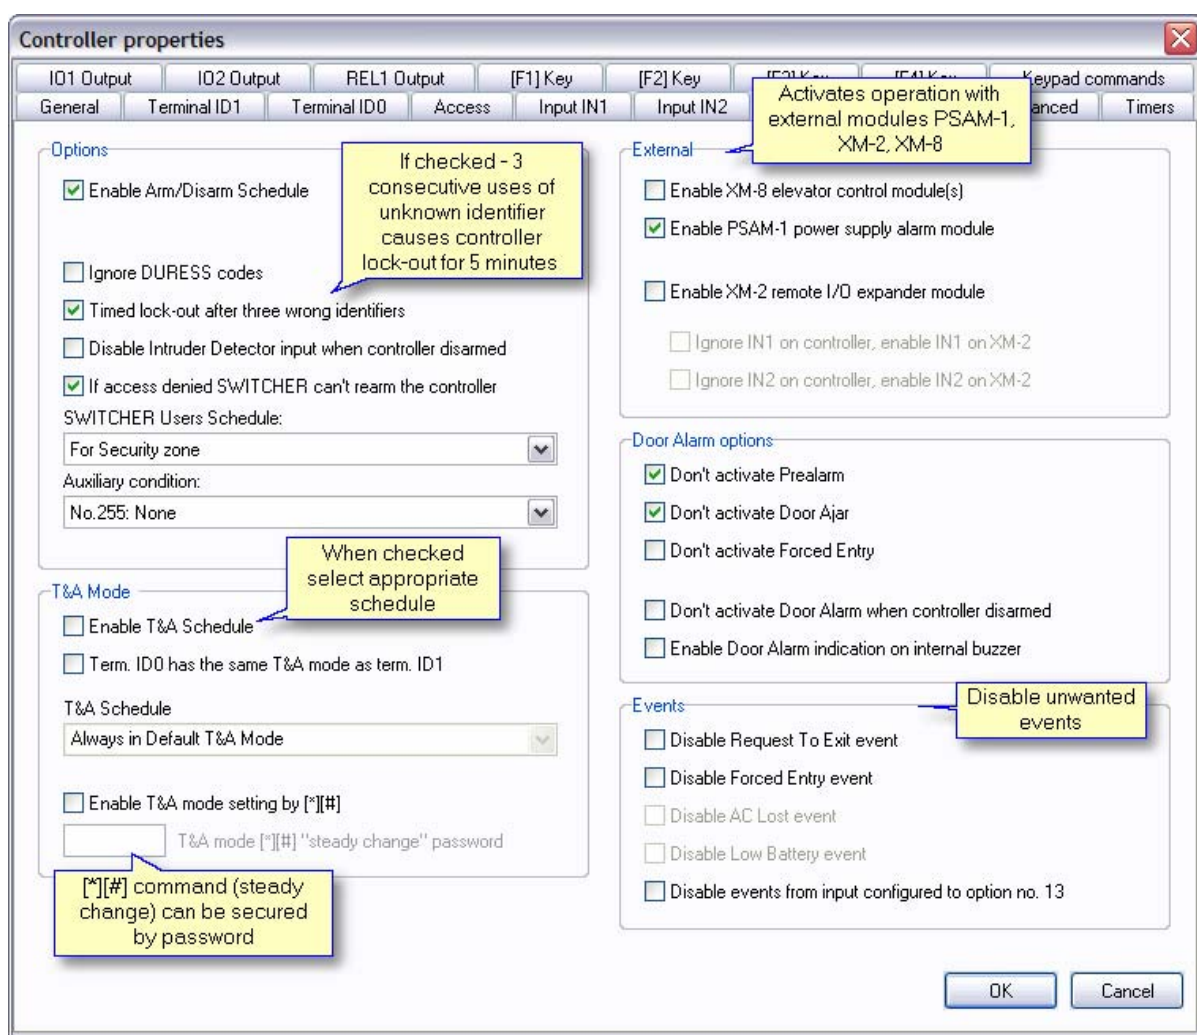 Controller properties
IO1 Output
IO2 Output
REL1 Output
[F1] Key
[F2] Key
Keypad commands
General
Terminal ID1
Terminal ID0
Access
Input IN1
Input IN2
Timers
Activates operation with
external modules PSAM-1,
XM-2, XM-8
Options
Enable Arm/Disarm Schedule
If checked - 3
consecutive uses of
unknown identifier
causes controller
lock-out for 5 minutes
Ignore DURESS codes
Timed lock-out after three wrong identifiers
Disable Intruder Detector input when controller disarmed
If access denied SWITCHER can't rearm the controller
SWITCHER Users Schedule:
For Security zone
Auxiliary condition:
No.255: None
When checked
select appropriate
schedule
T&A Mode
Enable T&A Schedule
Term. ID0 has the same T&A mode as term. ID1
T&A Schedule
Always in Default T&A Mode
Enable T&A mode setting by [*][#]
T&A mode [*][#] "steady change" password
[*][#] command (steady
change) can be secured
by password
External
Enable XM-8 elevator control module(s)
Enable PSAM-1 power supply alarm module
Enable XM-2 remote I/O expander module
Ignore IN1 on controller, enable IN1 on XM-2
Ignore IN2 on controller, enable IN2 on XM-2
Door Alarm options
Don't activate Prealarm
Don't activate Door Ajar
Don't activate Forced Entry
Don't activate Door Alarm when controller disarmed
Enable Door Alarm indication on internal buzzer
Events
Disable unwanted
events
Disable Request To Exit event
Disable Forced Entry event
Disable AC Lost event
Disable Low Battery event
Disable events from input configured to option no. 13
OK
Cancel